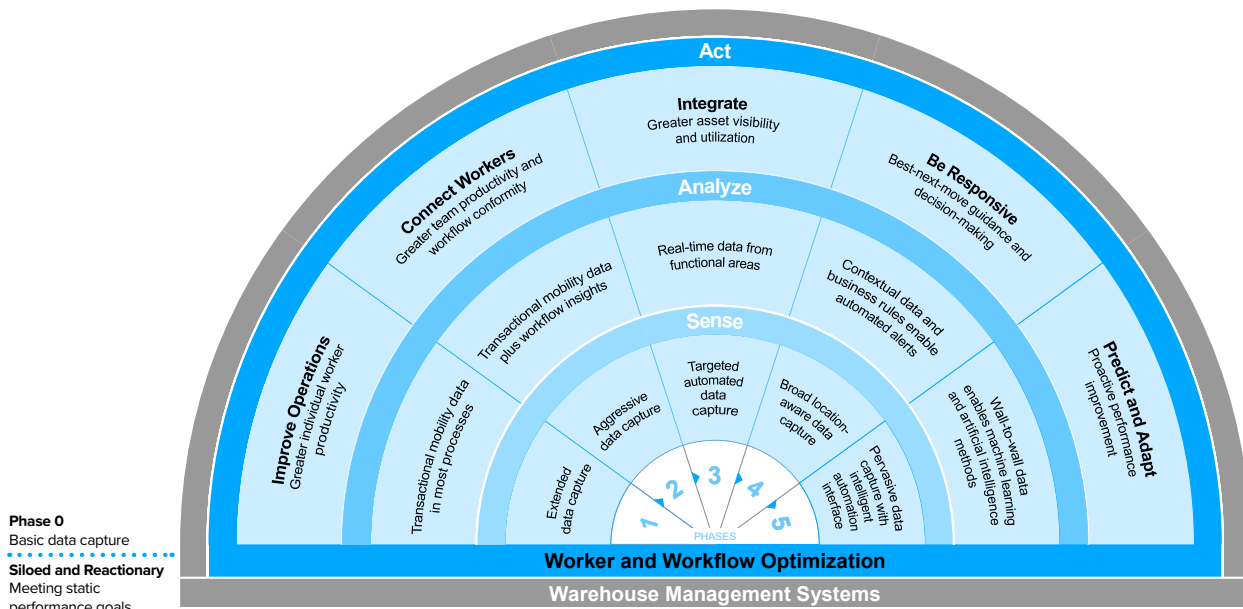 Act
Integrate
Greater asset visibility
and utilization
Connect Workers
Greater team productivity and
workflow conformity
Be Responsive
Best-next-move guidance and
decision-making
Improve Operations
Greater individual worker
productivity
Predict and Adapt
Proactive performance
improvement
Analyze
Real-time data from
functional areas
Transactional mobility data
plus workflow insights
Contextual data and
business rules enable
automated alerts
Transactional mobility data
in most processes
Wall-to-wall data
enables machine learning
and artificial intelligence
methods
Sense
Targeted
automated
data
capture
Aggressive
data capture
Broad location-
aware data
capture
Extended
data capture
Pervasive data
capture with
intelligent
automation
interface
1
2
3
4
5
PHASES
Phase 0
Basic data capture
Siloed and Reactionary
Meeting static
performance goals
Worker and Workflow Optimization
Warehouse Management Systems